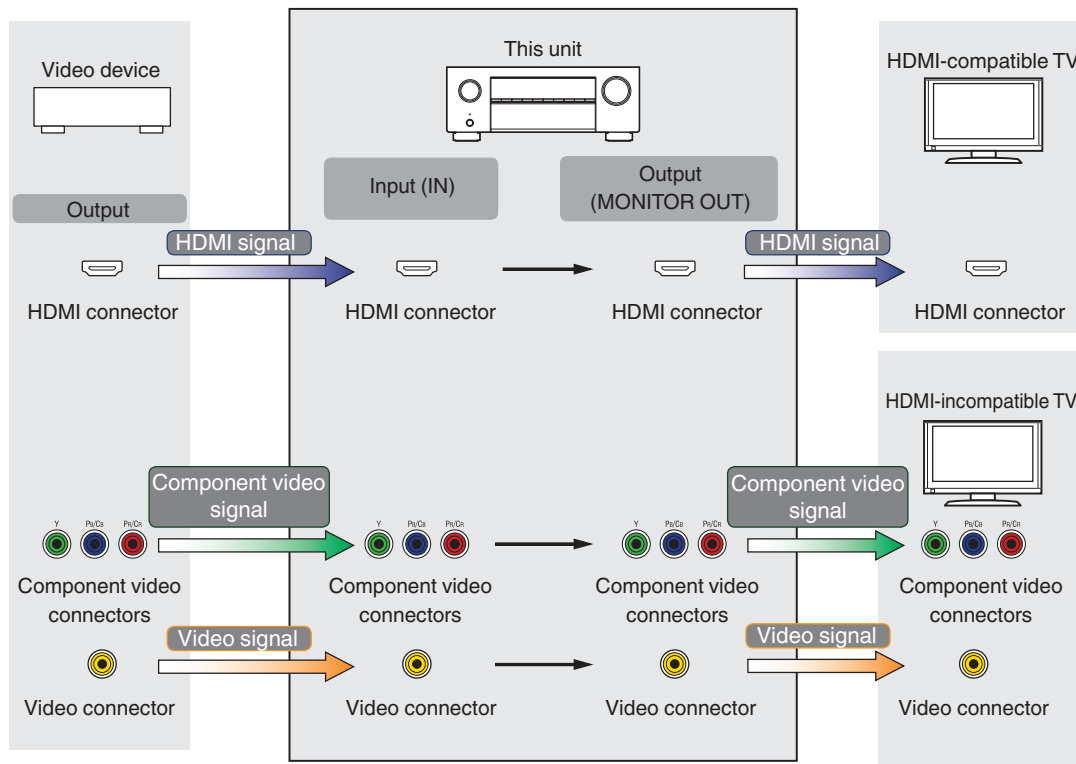 This unit
Video device
HDMI-compatible TV
Input (IN)
Output
(MONITOR OUT)
Output
HDMI signal
HDMI signal
HDMI connector
HDMI connector
HDMI connector
HDMI connector
HDMI-incompatible TV
Component video
signal
Component video
signal
Y PB/CB PR/CR
Y PB/CB PR/CR
Y PB/CB PR/CR
Y PB/CB PR/CR
Component video
connectors
Component video
connectors
Component video
connectors
Component video
connectors
Video signal
Video signal
Video connector
Video connector
Video connector
Video connector